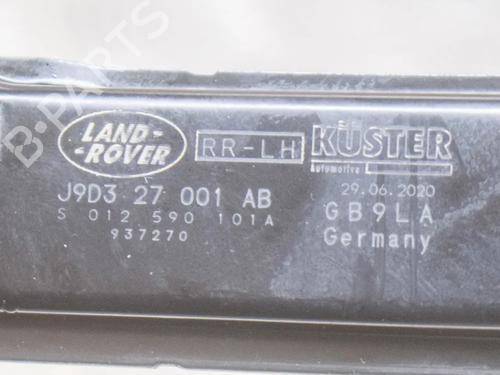 LAND-
-ROVER
RR-LH
KÜSTER
automotive
29.06.2020
J9D3 27 001 AB
GB9LA
S 012 590 101A
937270
Germany
B-PARTS